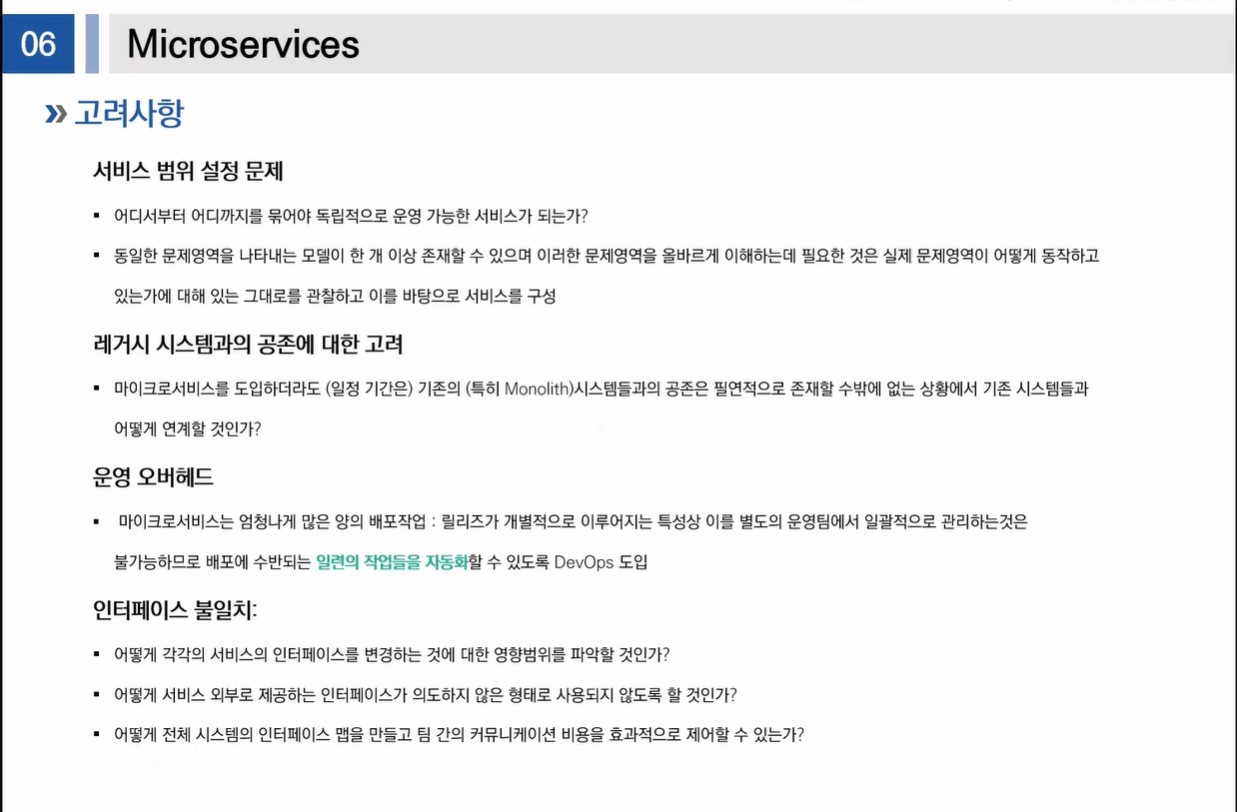 06
Microservices
» 고려사항
서비스 범위 설정 문제
▪ 어디서부터 어디까지를 묶어야 독립적으로 운영 가능한 서비스가 되는가?
▪ 동일한 문제영역을 나타내는 모델이 한 개 이상 존재할 수 있으며 이러한 문제영역을 올바르게 이해하는데 필요한 것은 실제 문제영역이 어떻게 동작하고
있는가에 대해 있는 그대로를 관찰하고 이를 바탕으로 서비스를 구성
레거시 시스템과의 공존에 대한 고려
▪ 마이크로서비스를 도입하더라도 (일정 기간은) 기존의 (특히 Monolith)시스템들과의 공존은 필연적으로 존재할 수밖에 없는 상황에서 기존 시스템들과
어떻게 연계할 것인가?
운영 오버헤드
▪ 마이크로서비스는 엄청나게 많은 양의 배포작업 : 릴리즈가 개별적으로 이루어지는 특성상 이를 별도의 운영팀에서 일괄적으로 관리하는것은
불가능하므로 배포에 수반되는 일련의 작업들을 자동화할 수 있도록 DevOps 도입
인터페이스 불일치:
▪ 어떻게 각각의 서비스의 인터페이스를 변경하는 것에 대한 영향범위를 파악할 것인가?
▪ 어떻게 서비스 외부로 제공하는 인터페이스가 의도하지 않은 형태로 사용되지 않도록 할 것인가?
▪ 어떻게 전체 시스템의 인터페이스 맵을 만들고 팀 간의 커뮤니케이션 비용을 효과적으로 제어할 수 있는가?